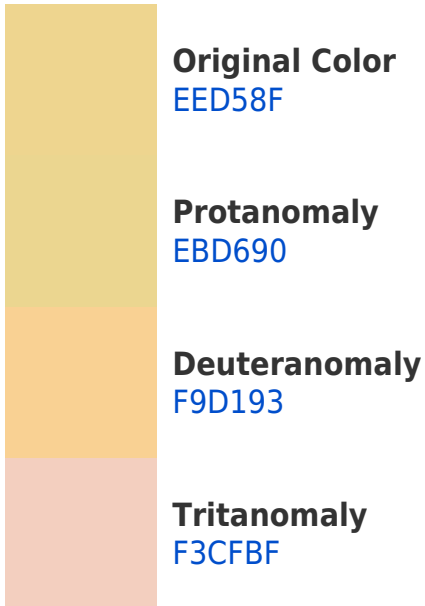 Original Color
EED58F
Protanomaly
EBD690
Deuteranomaly
F9D193
Tritanomaly
F3CFBF